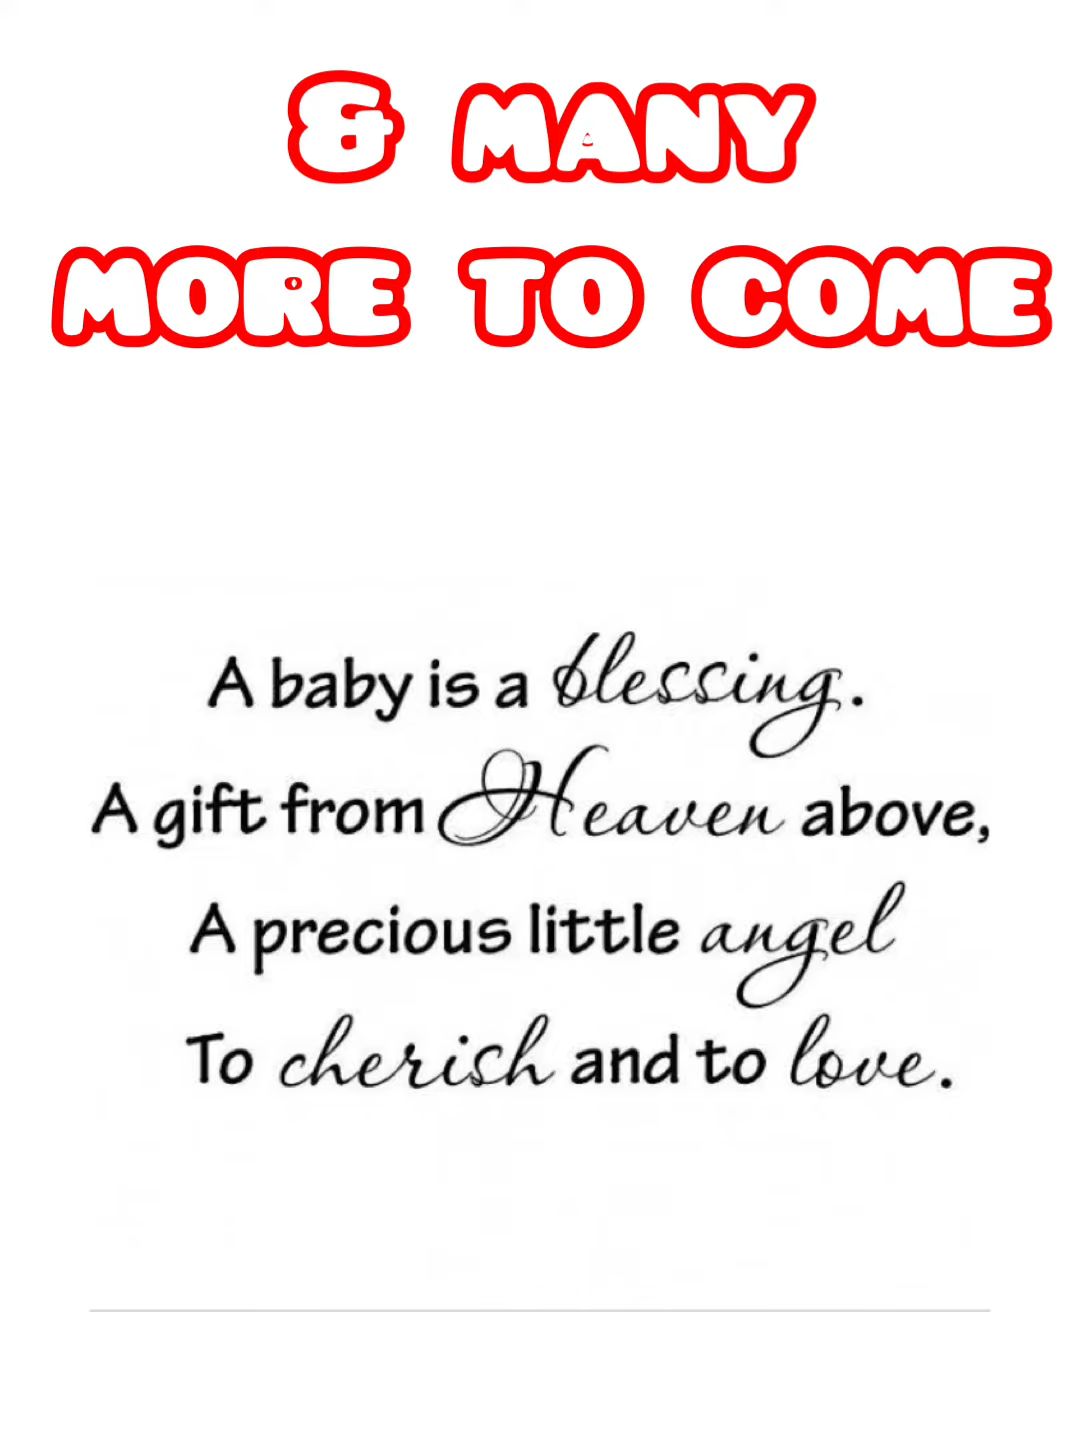 & MANY
MORE TO COME
A baby is a blessing.
A gift from Heaven above,
A precious little angel
To cherish and to love.